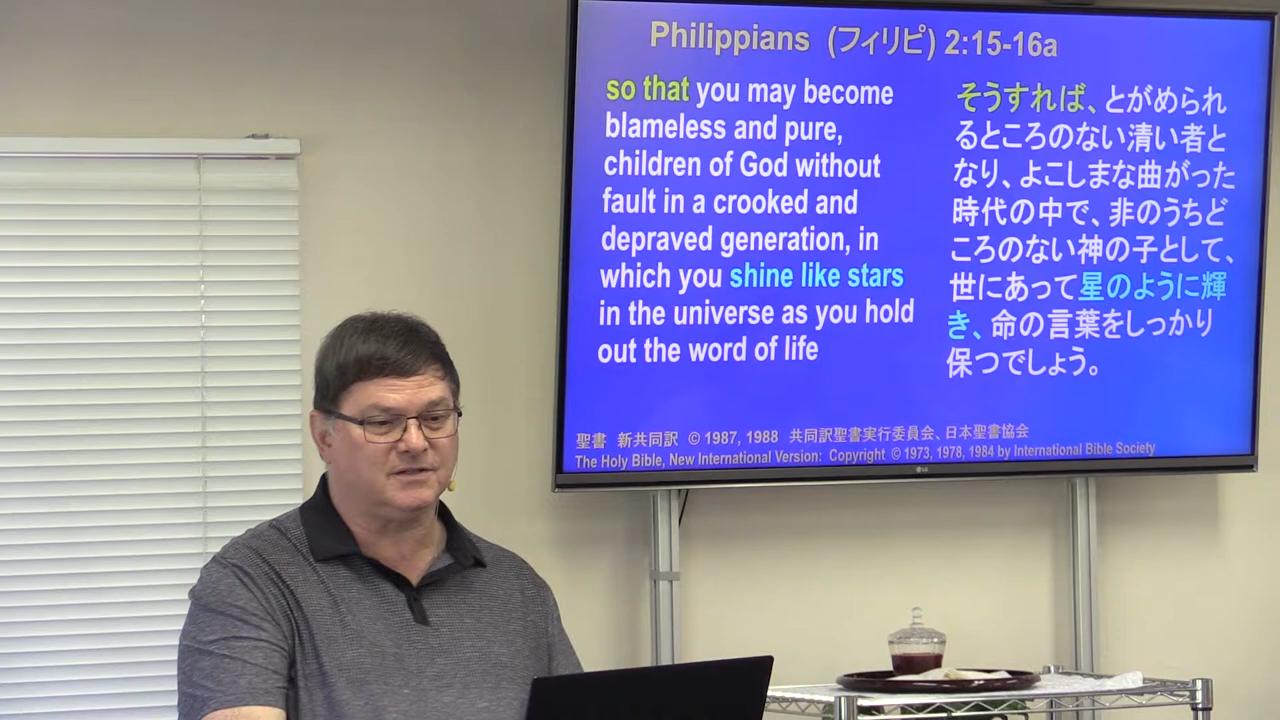 Philippians (フィリピ) 2:15-16a
so that you may become
blameless and pure,
children of God without
fault in a crooked and
depraved generation, in
which you shine like stars
in the universe as you hold
out the word of life
そうすれば、とがめられ
るところのない清い者と
なり、よこしまな曲がった
時代の中で、非のうちど
ころのない神の子として、
世にあって星のように輝
き、命の言葉をしっかり
保つでしょう。
聖書 新共同訳 © 1987, 1988 共同訳聖書実行委員会、日本聖書協会
The Holy Bible, New International Version: Copyright © 1973, 1978, 1984 by International Bible Society
LG